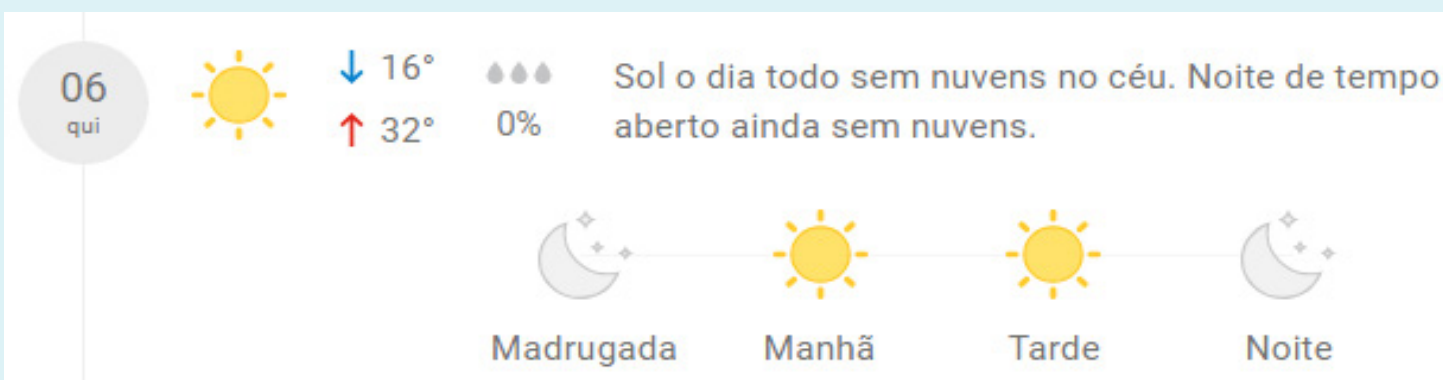 06
qui
↓ 16°
↑ 32°
0%
Sol o dia todo sem nuvens no céu. Noite de tempo
aberto ainda sem nuvens.
Madrugada Manhã Tarde Noite